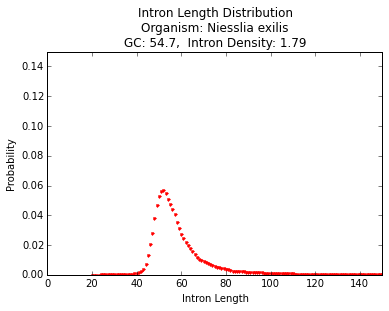 Intron Length Distribution
Organism: Niesslia exilis
GC: 54.7,  Intron Density: 1.79
0.14
0.12
0.10
0.08
0.06
0.04
0.02
0.00
Probability
0 20 40 60 80 100 120 140
Intron Length